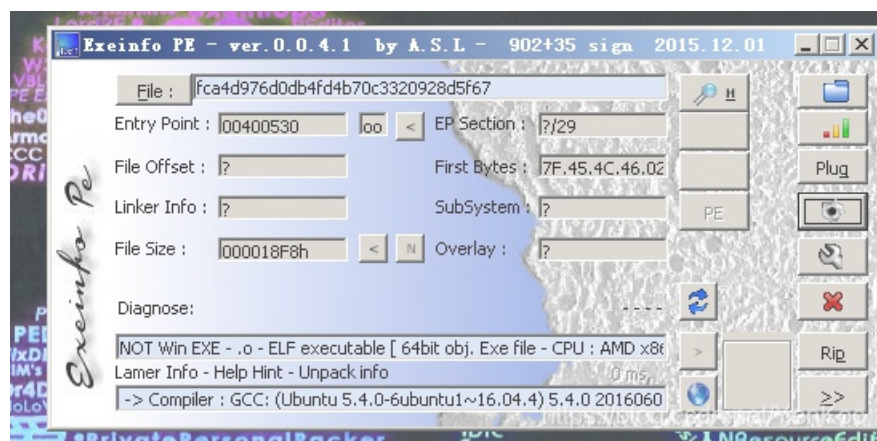 Exeinfo PE - ver.0.0.4.1 by A.S.L - 902+35 sign 2015.12.01
File : fca4d976d0db4fd4b70c3320928d5f67 H
Entry Point : 00400530 oo < EP Section : ?/29
File Offset : ? First Bytes : 7F.45.4C.46.02 Plug
Linker Info : ? SubSystem : ? PE
File Size : 000018F8h < N Overlay : ?
Exeinfo Pe
Diagnose: - - - -
NOT Win EXE - .o - ELF executable [ 64bit obj. Exe file - CPU : AMD x86 > Rip
Lamer Info - Help Hint - Unpack info 0 ms.
-> Compiler : GCC: (Ubuntu 5.4.0-6ubuntu1~16.04.4) 5.4.0 2016060 >>